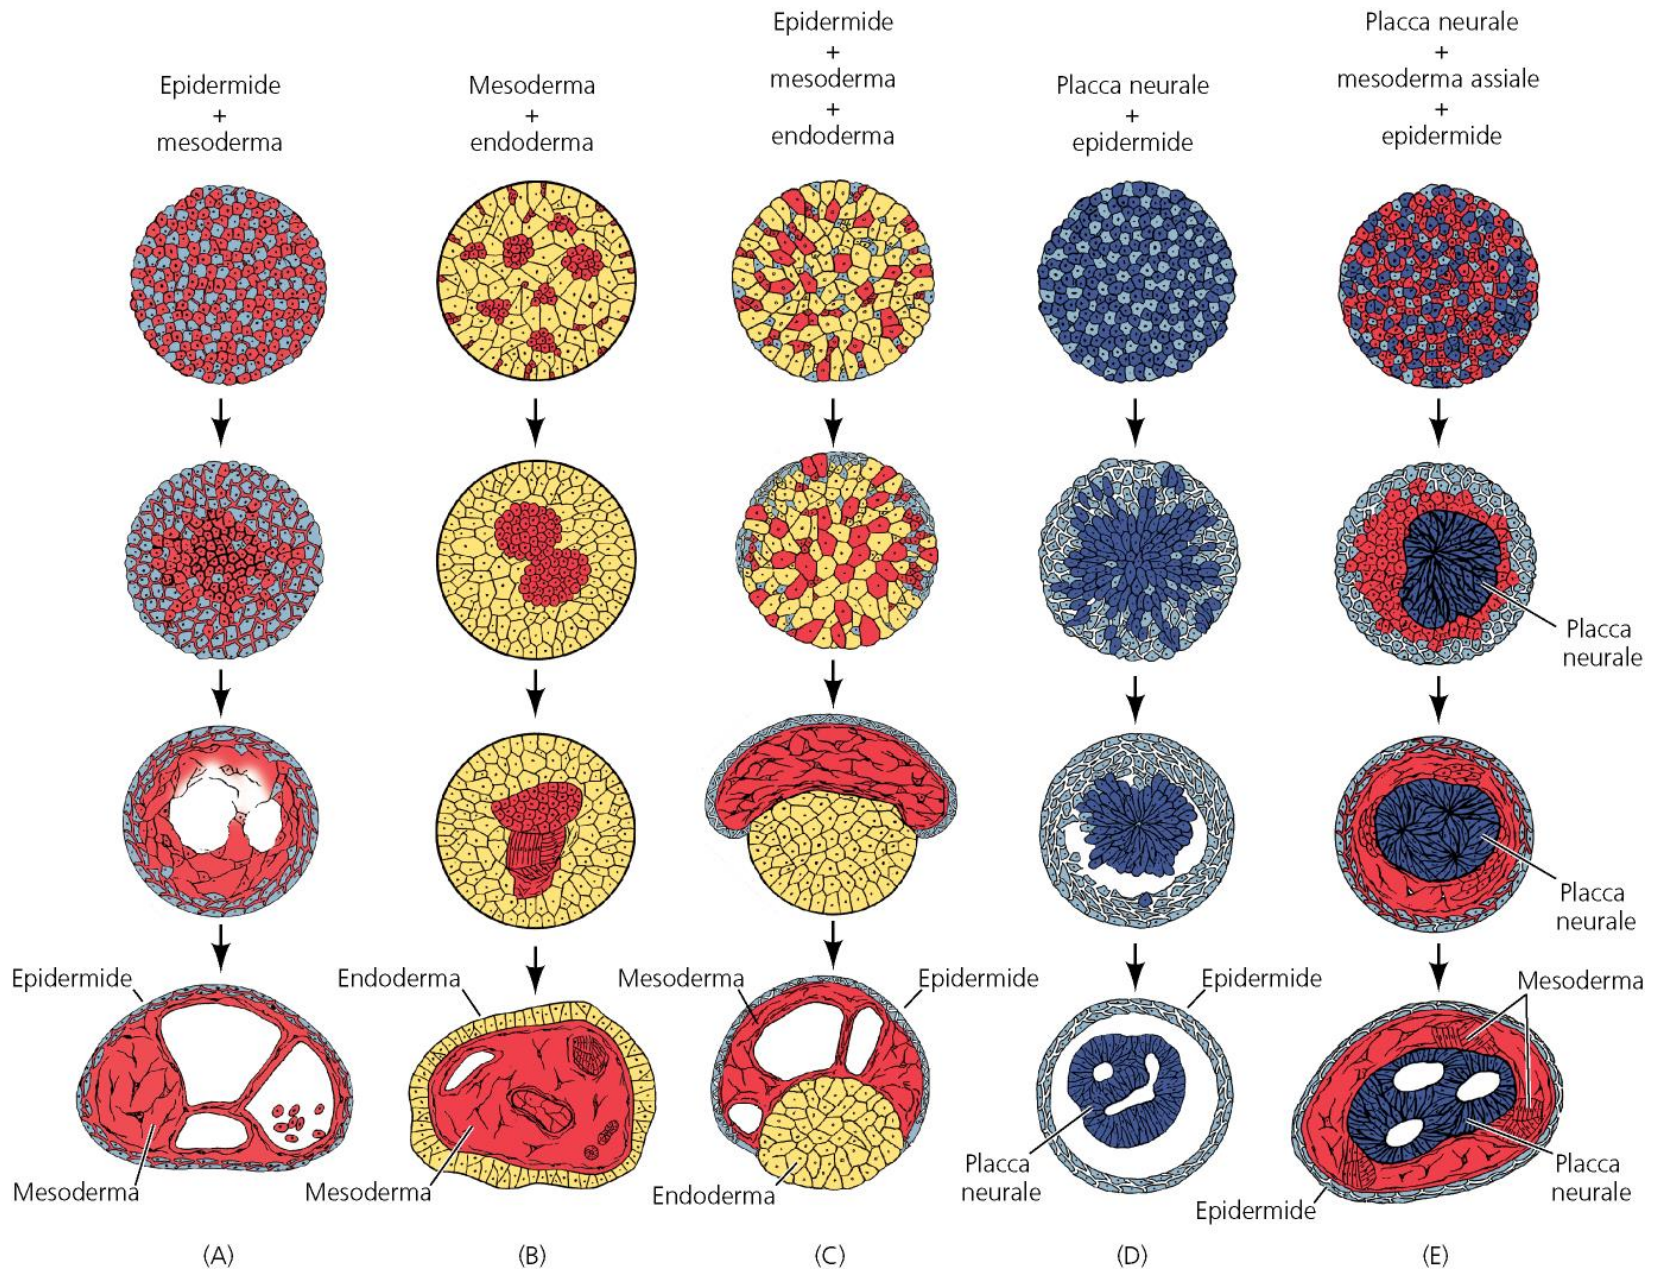 Epidermide
+
mesoderma
Mesoderma
+
endoderma
Epidermide
+
mesoderma
+
endoderma
Placca neurale
+
epidermide
Placca neurale
+
mesoderma assiale
+
epidermide
Placca
neurale
Placca
neurale
Epidermide
Mesoderma
Endoderma
Mesoderma
Mesoderma
Epidermide
Endoderma
Epidermide
Placca
neurale
Mesoderma
Placca
neurale
Epidermide
(A)
(B)
(C)
(D)
(E)